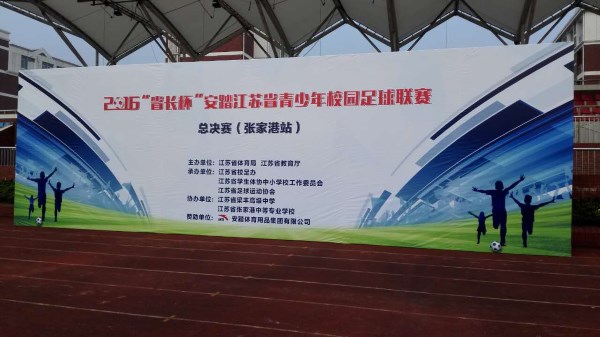 2016“省长杯”安踏江苏省青少年校园足球联赛
总决赛（张家港站）
主办单位：江苏省体育局 江苏省教育厅
承办单位：江苏省校足办
江苏省学生体协中小学校工作委员会
江苏省足球运动协会
协办单位：江苏省梁丰高级中学
江苏省张家港中等专业学校
赞助单位：安踏体育用品集团有限公司